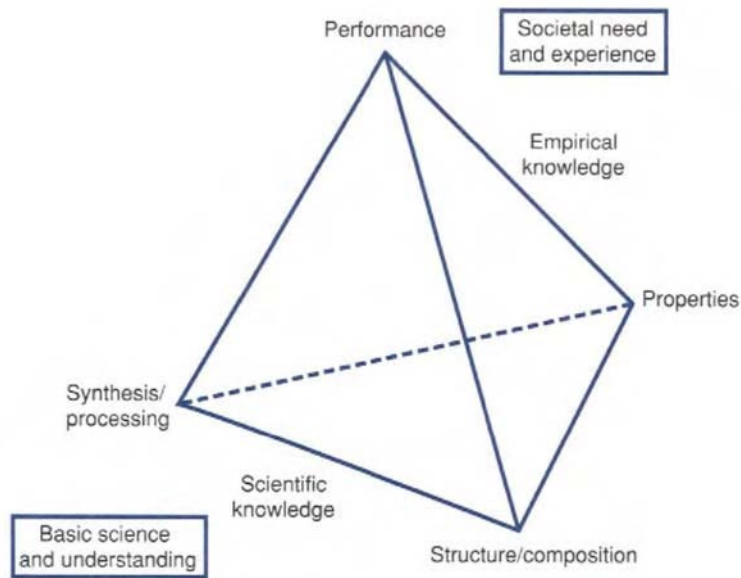 Performance
Societal need
and experience
Empirical
knowledge
Properties
Synthesis/
processing
Scientific
knowledge
Basic science
and understanding
Structure/composition